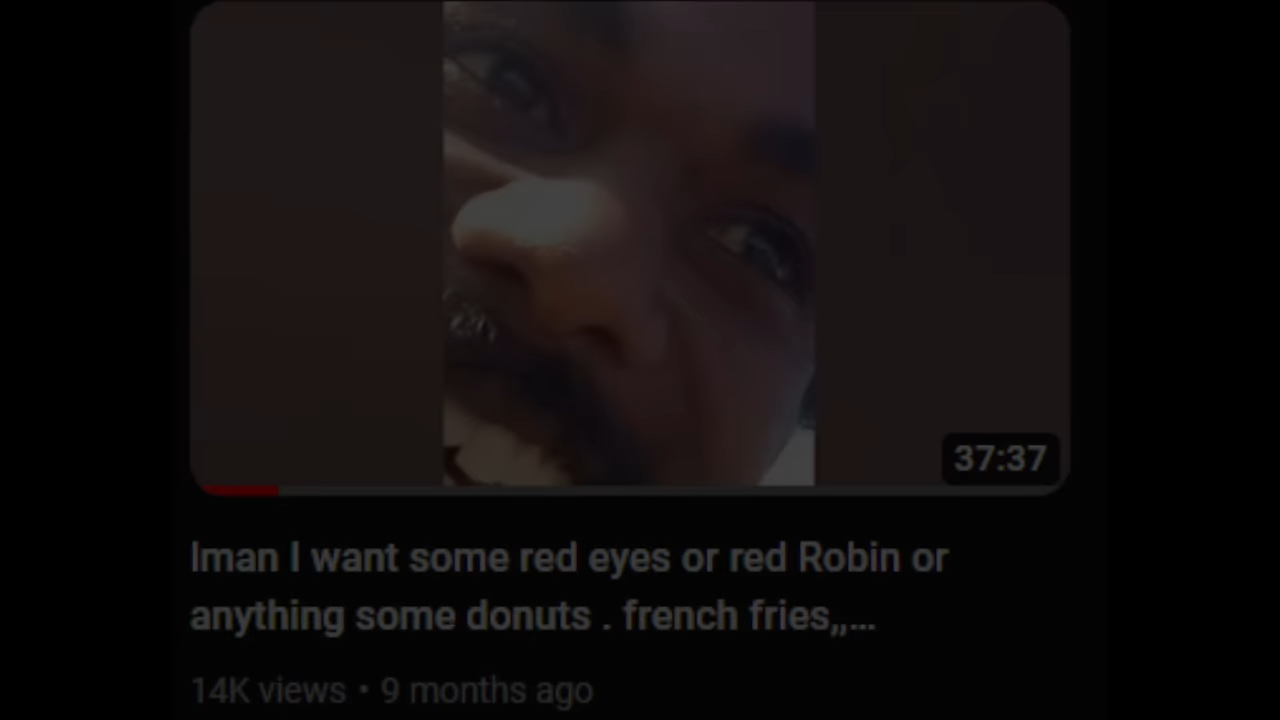 37:37
Iman I want some red eyes or red Robin or
anything some donuts . french fries,,...
14K views • 9 months ago